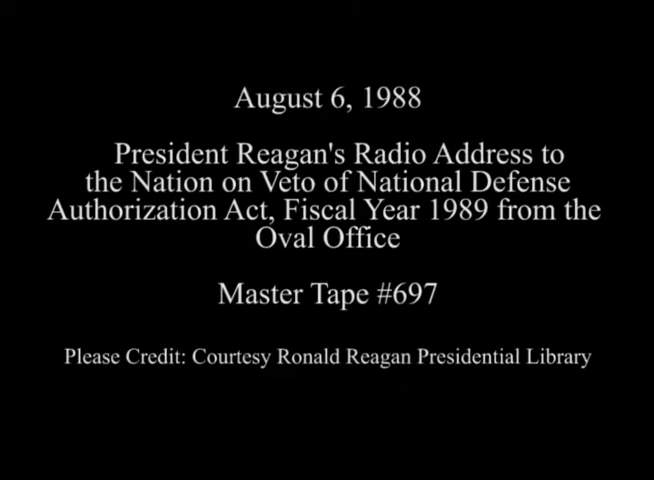 August 6, 1988
President Reagan's Radio Address to
the Nation on Veto of National Defense
Authorization Act, Fiscal Year 1989 from the
Oval Office
Master Tape #697
Please Credit: Courtesy Ronald Reagan Presidential Library